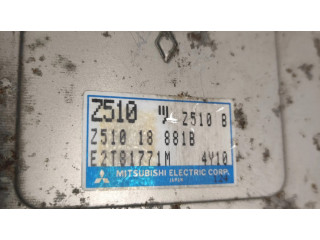 Z510 Z510 B
Z510 18 881B
E2T81771M 4Y10
MITSUBISHI ELECTRIC CORP.
JAPAN